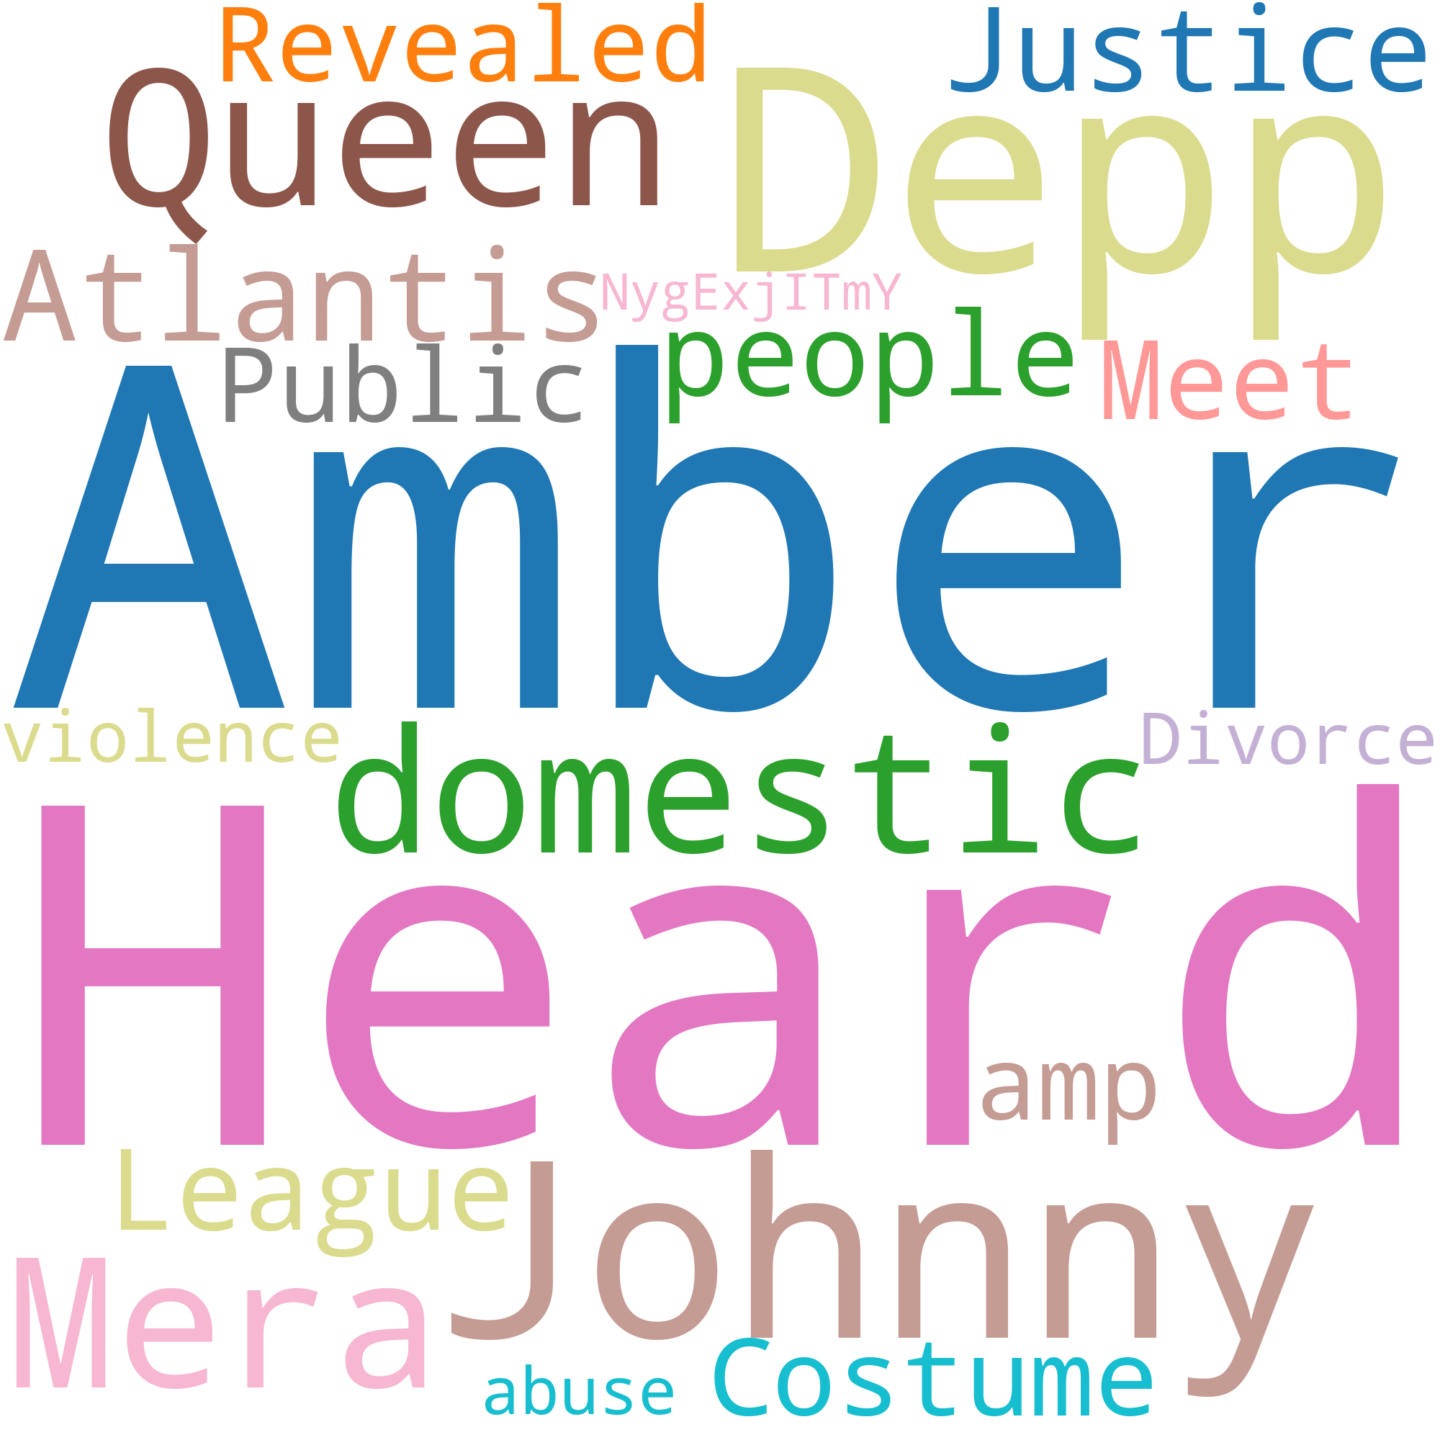 Revealed
Justice
Queen
Depp
Atlantis
NygExjITmY
people
Public
Meet
Amber
violence
domestic
Divorce
Heard
amp
League
Johnny
Mera
abuse
Costume